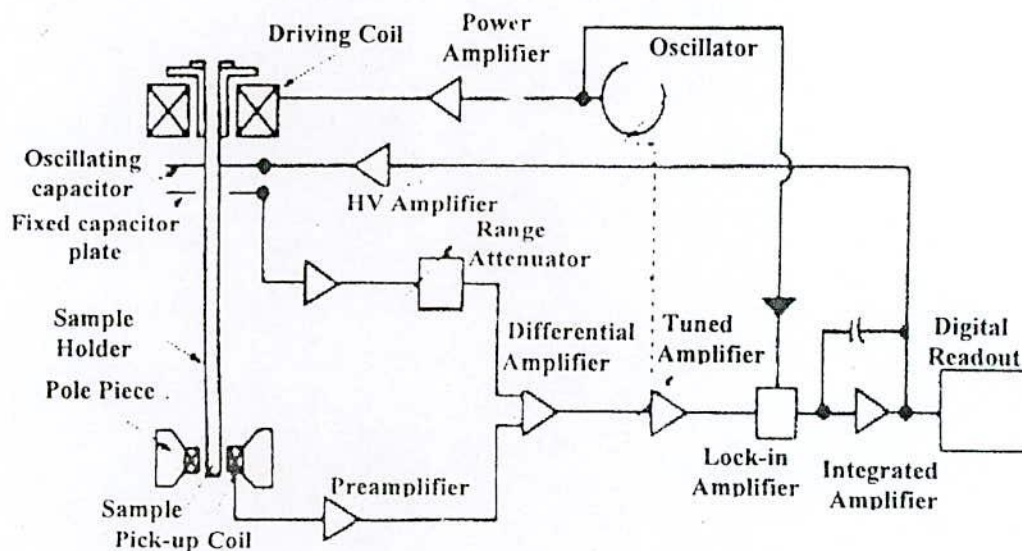 Driving Coil
Power
Amplifier
Oscillator
Oscillating
capacitor
Fixed capacitor
plate
HV Amplifier
Range
Attenuator
Sample
Holder
Pole Piece
Differential
Amplifier
Tuned
Amplifier
Digital
Readout
Lock-in
Amplifier
Integrated
Amplifier
Preamplifier
Sample
Pick-up Coil